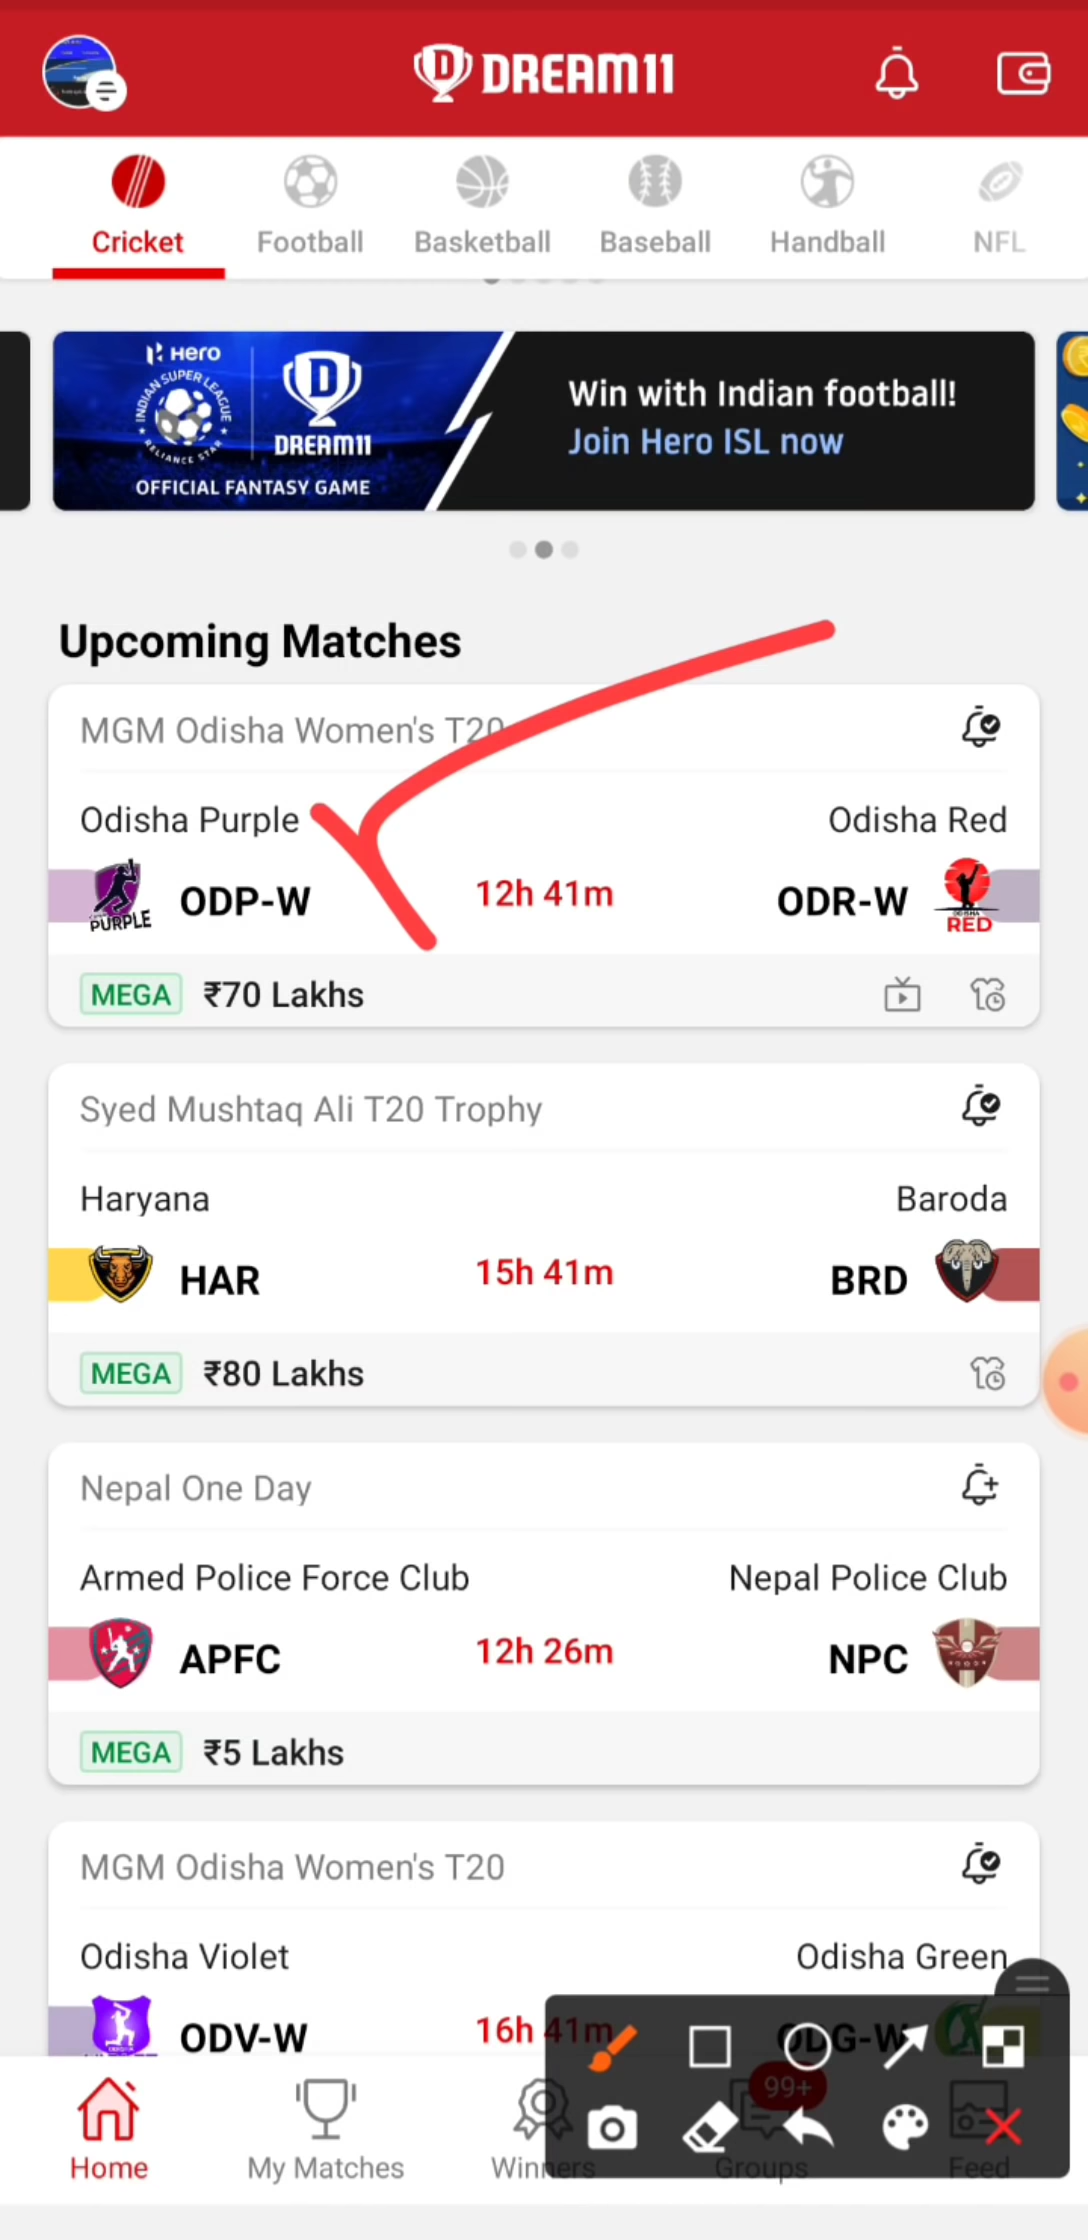 DREAM11
Cricket
Football
Basketball
Baseball
Handball
NFL
Hero
INDIAN SUPER LEAGUE
DREAM11
OFFICIAL FANTASY GAME
Win with Indian football!
Join Hero ISL now
Upcoming Matches
MGM Odisha Women's T20
Odisha Purple
Odisha Red
PURPLE
ODP-W
12h 41m
ODR-W
RED
MEGA
₹70 Lakhs
Syed Mushtaq Ali T20 Trophy
Haryana
Baroda
HAR
15h 41m
BRD
MEGA
₹80 Lakhs
Nepal One Day
Armed Police Force Club
Nepal Police Club
APFC
12h 26m
NPC
MEGA
₹5 Lakhs
MGM Odisha Women's T20
Odisha Violet
Odisha Green
ODV-W
16h 41m
ODG-W
99+
Home
My Matches
Winners
Groups
Feed